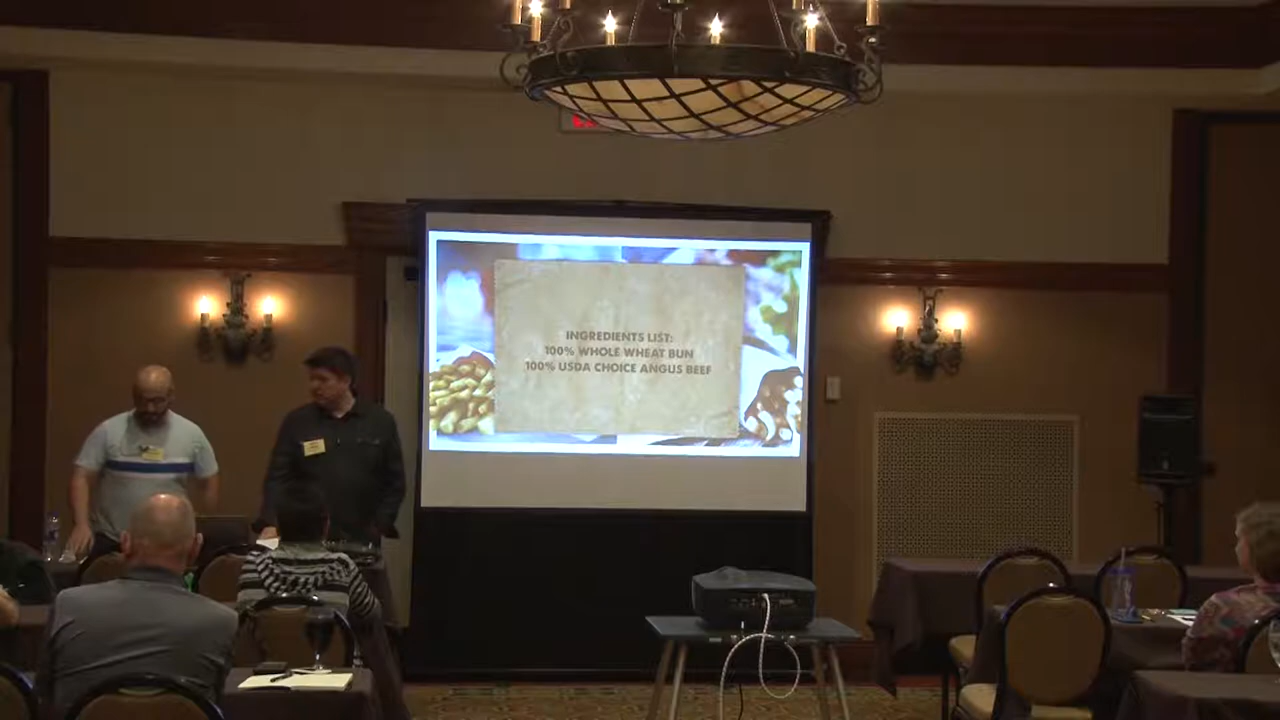 INGREDIENTS LIST:
100% WHOLE WHEAT BUN
100% USDA CHOICE ANGUS BEEF